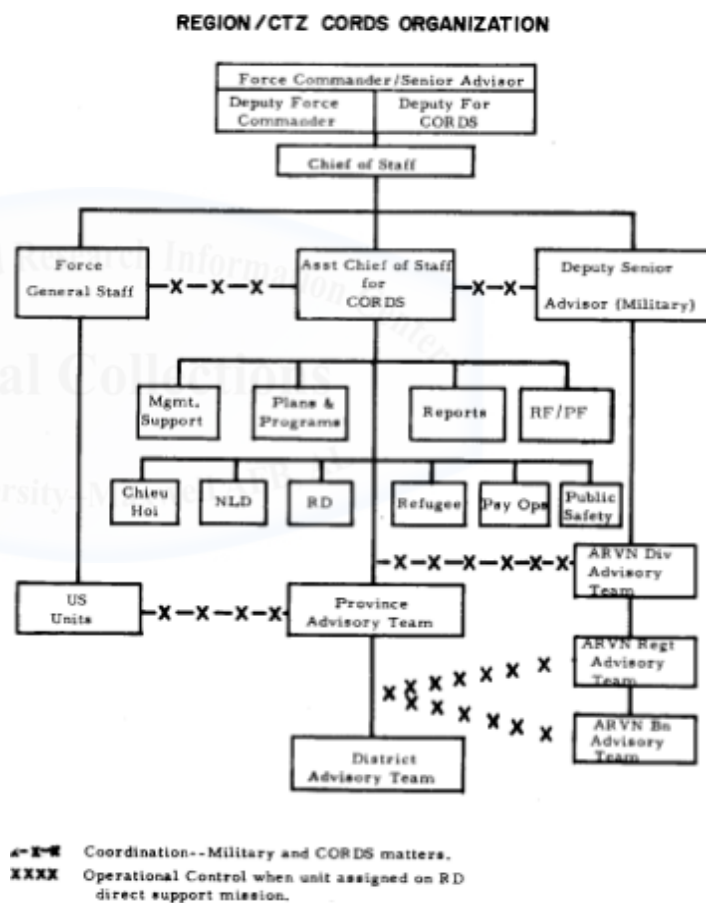 REGION/CTZ CORDS ORGANIZATION
Force Commander/Senior Advisor
Deputy Force
Commander
Deputy For
CORDS
Chief of Staff
Force
General Staff
X-X-X
Asst Chief of Staff
for
CORDS
X-X
Deputy Senior
Advisor (Military)
Research Information Center
Mgmt.
Support
Plans &
Programs
Reports
RF/PF
Collections
Chieu
Hoi
NLD
RD
Refugee
Psy Ops
Public
Safety
X-X-X-X-X-X
ARVN Div
Advisory
Team
US
Units
X-X-X-X
Province
Advisory Team
ARVN Regt
Advisory
Team
X X X X X
X X X X X
ARVN Bn
Advisory
Team
District
Advisory Team
Coordination--Military and CORDS matters.
XXXX Operational Control when unit assigned on RD
direct support mission.